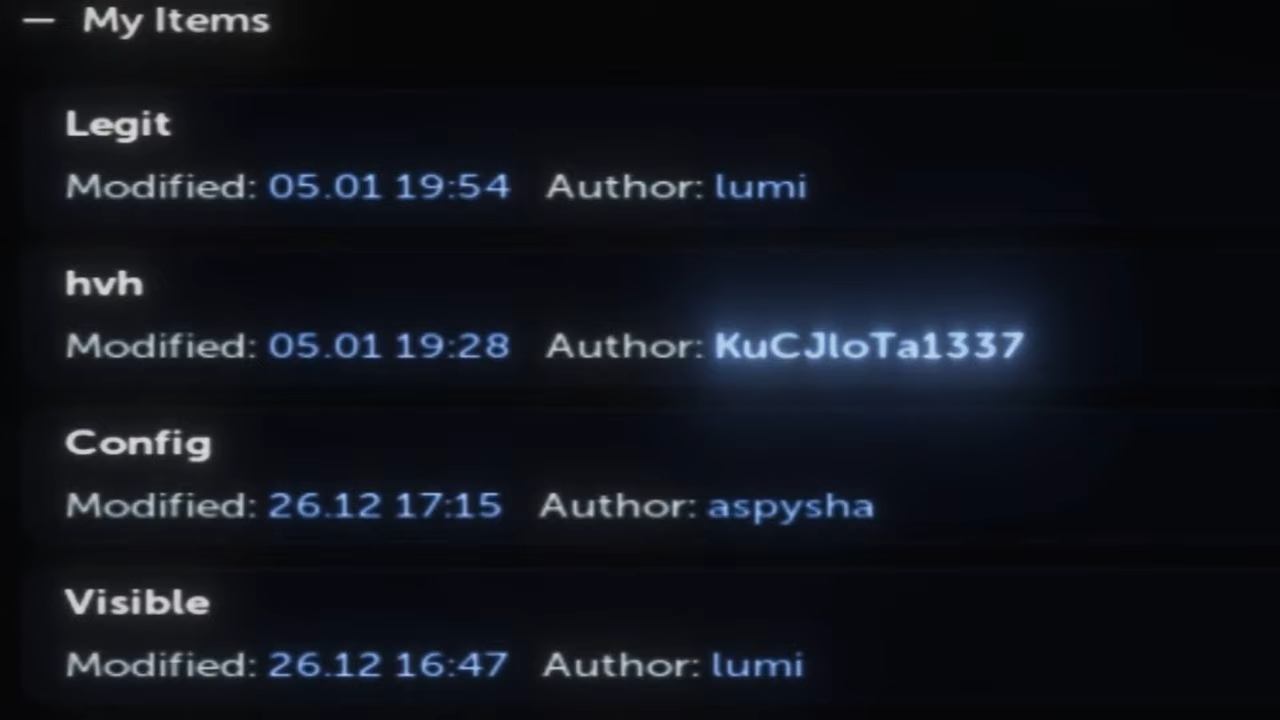 — My Items
Legit
Modified: 05.01 19:54 Author: lumi
hvh
Modified: 05.01 19:28 Author: KuCJloTa1337
Config
Modified: 26.12 17:15 Author: aspysha
Visible
Modified: 26.12 16:47 Author: lumi